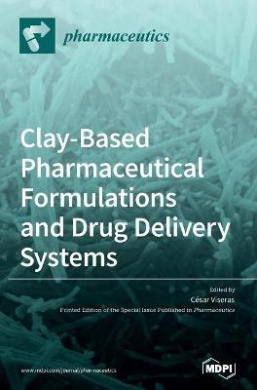 pharmaceutics
Clay-Based
Pharmaceutical
Formulations
and Drug Delivery
Systems
Edited by
César Viseras
Printed Edition of the Special Issue Published in Pharmaceutics
www.mdpi.com/journal/pharmaceutics
MDPI